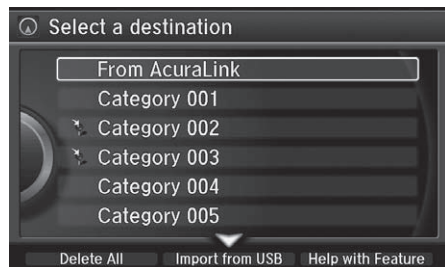 Select a destination
From AcuraLink
Category 001
Category 002
Category 003
Category 004
Category 005
Delete All Import from USB Help with Feature